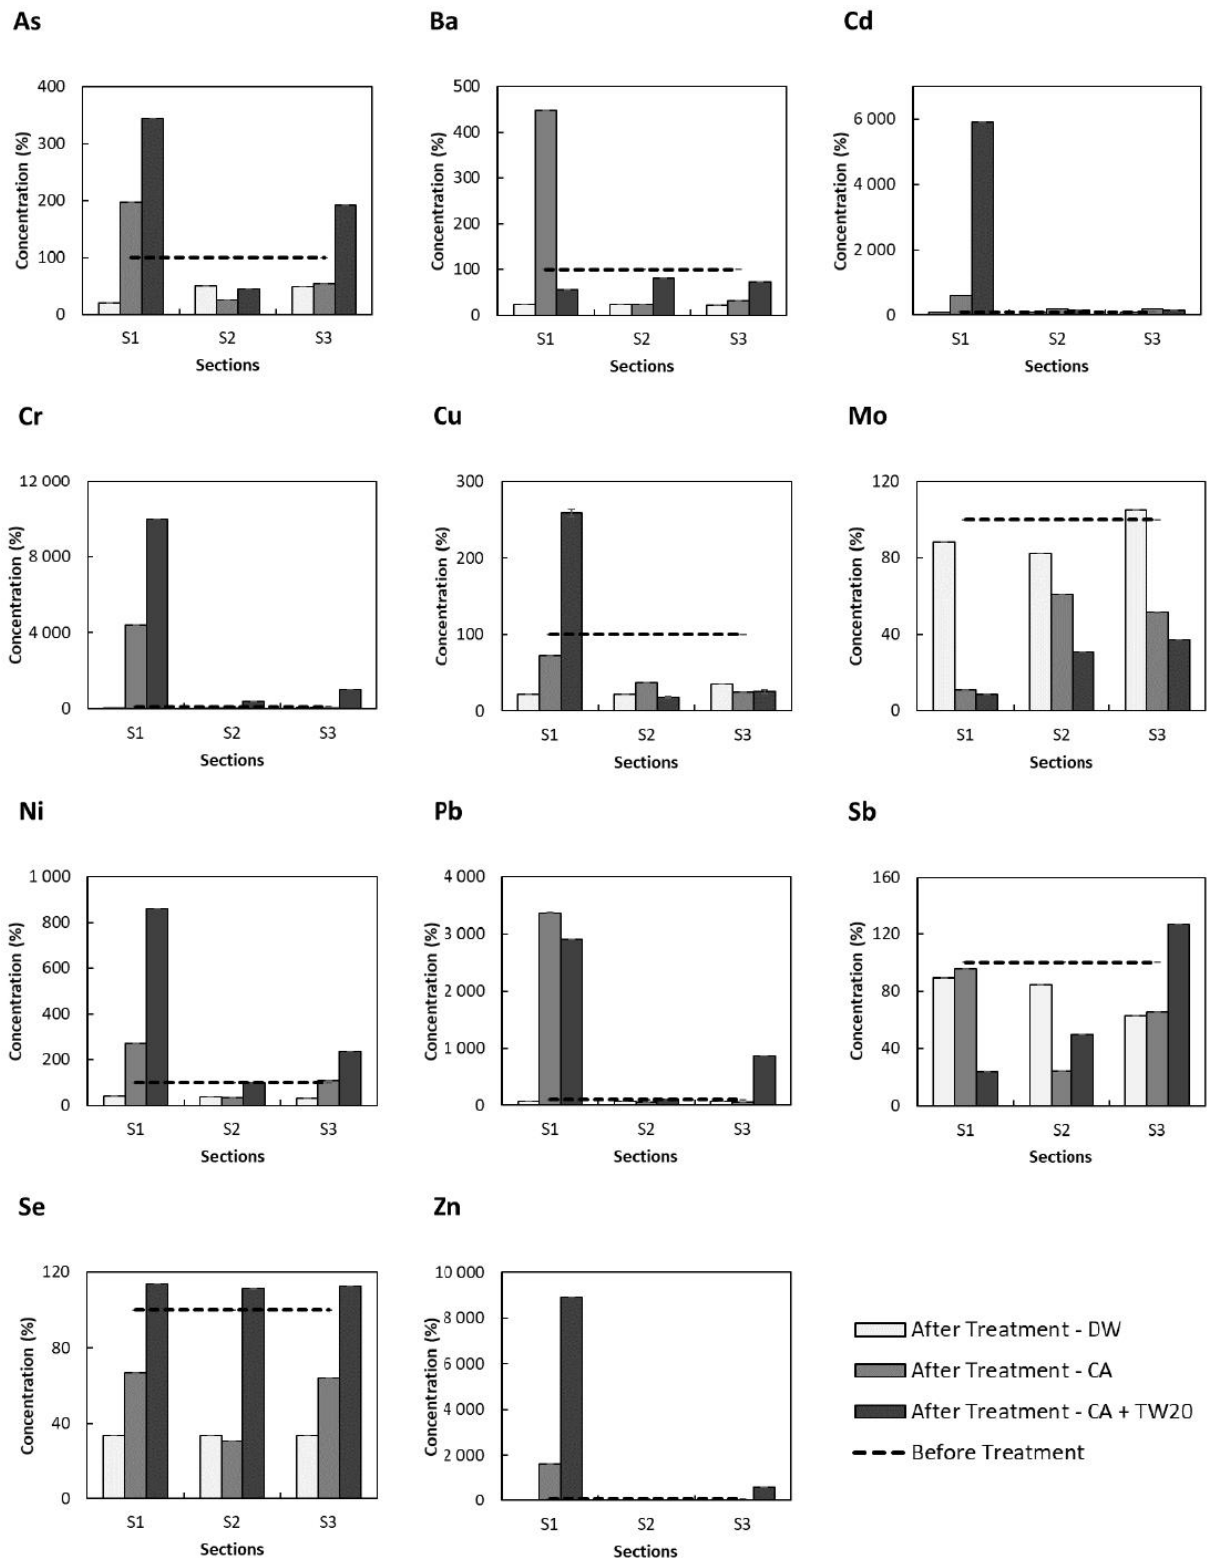 As
Ba
Cd
400
300
200
100
0
Concentration (%)
S1
S2
S3
Sections
500
400
300
200
100
0
Concentration (%)
S1
S2
S3
Sections
6 000
4 000
2 000
0
Concentration (%)
S1
S2
S3
Sections
Cr
Cu
Mo
12 000
8 000
4 000
0
Concentration (%)
S1
S2
S3
Sections
300
200
100
0
Concentration (%)
S1
S2
S3
Sections
120
80
40
0
Concentration (%)
S1
S2
S3
Sections
Ni
Pb
Sb
1 000
800
600
400
200
0
Concentration (%)
S1
S2
S3
Sections
4 000
3 000
2 000
1 000
0
Concentration (%)
S1
S2
S3
Sections
160
120
80
40
0
Concentration (%)
S1
S2
S3
Sections
Se
Zn
120
80
40
0
Concentration (%)
S1
S2
S3
Sections
10 000
8 000
6 000
4 000
2 000
0
Concentration (%)
S1
S2
S3
Sections
After Treatment - DW
After Treatment - CA
After Treatment - CA + TW20
Before Treatment